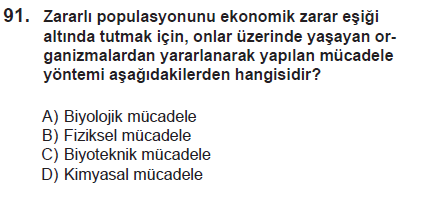 91. Zararlı populasyonunu ekonomik zarar eşiği
altında tutmak için, onlar üzerinde yaşayan or-
ganizmalardan yararlanarak yapılan mücadele
yöntemi aşağıdakilerden hangisidir?
A) Biyolojik mücadele
B) Fiziksel mücadele
C) Biyoteknik mücadele
D) Kimyasal mücadele